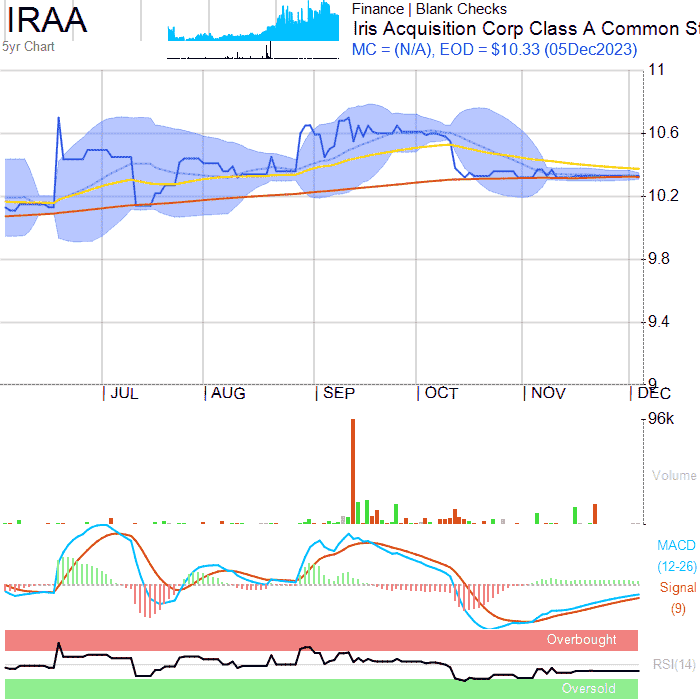 IRAA
5yr Chart
Finance | Blank Checks
Iris Acquisition Corp Class A Common St
MC = (N/A), EOD = $10.33 (05Dec2023)
11
10.6
10.2
9.8
9.4
9
JUL
AUG
SEP
OCT
NOV
DEC
96k
Volume
MACD
(12-26)
Signal
(9)
Overbought
RSI(14)
Oversold